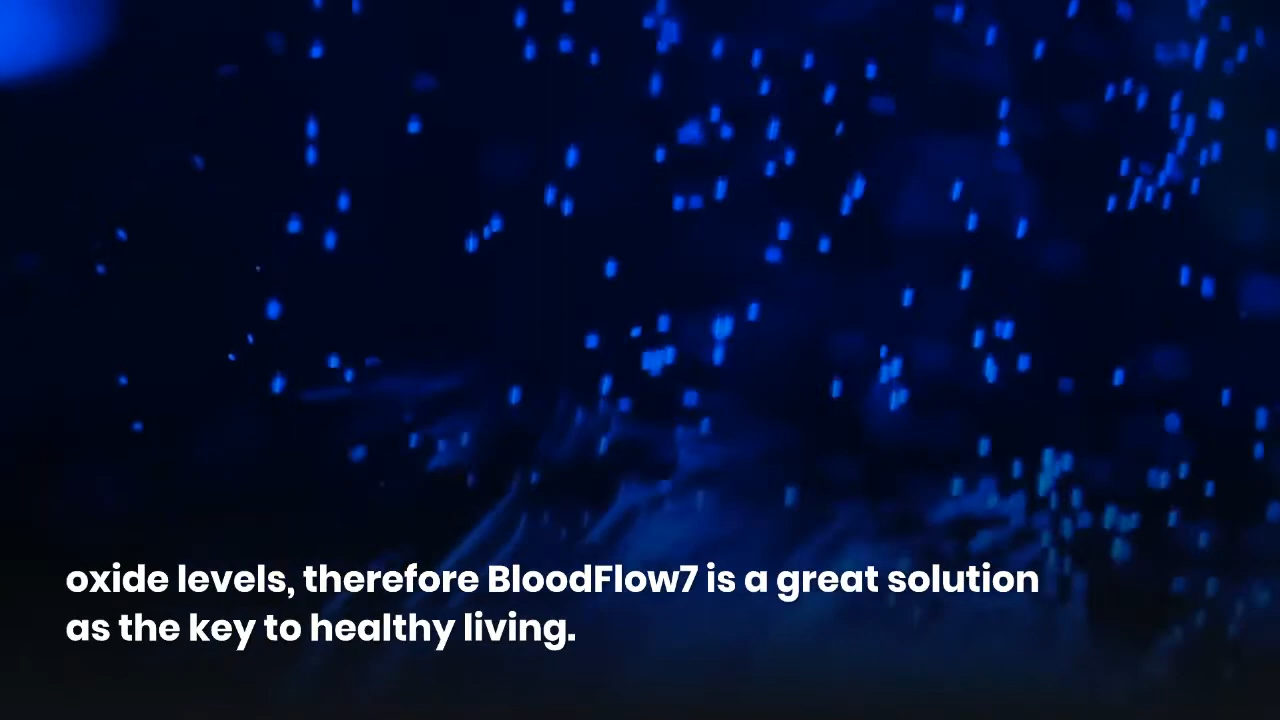 oxide levels, therefore BloodFlow7 is a great solution
as the key to healthy living.